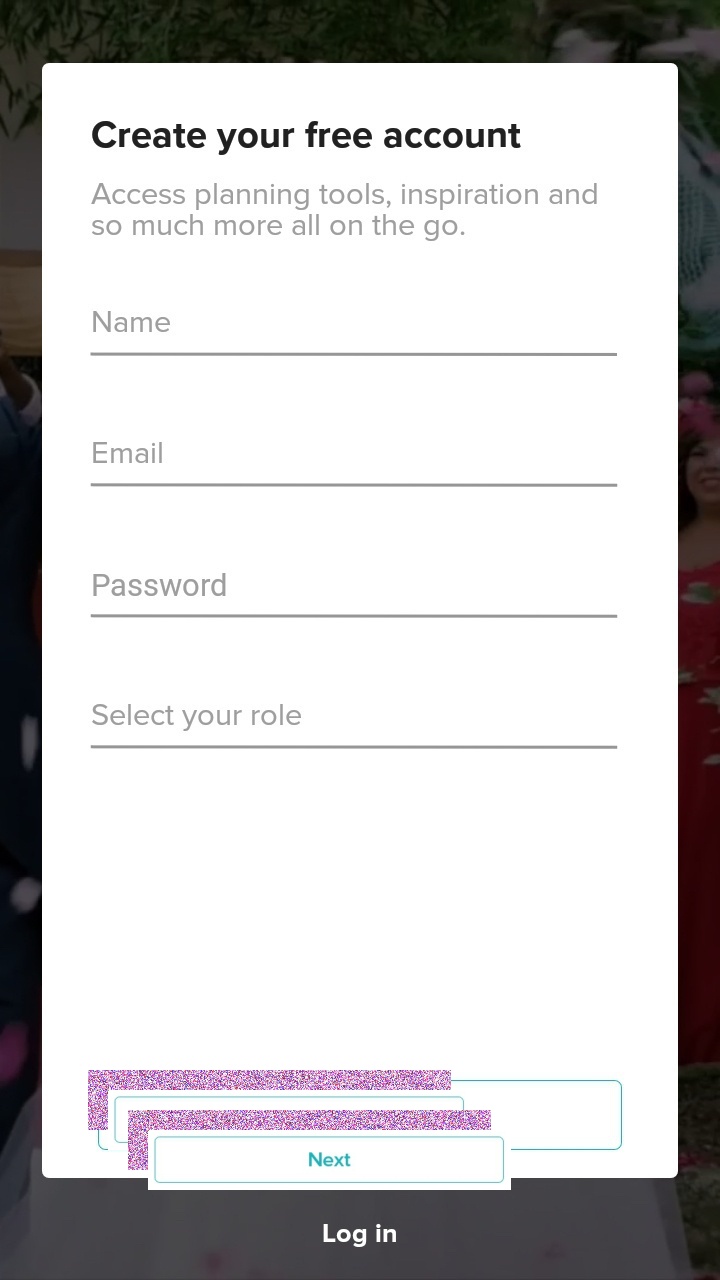 Create your free account
Access planning tools, inspiration and
so much more all on the go.
Name
Email
Password
Select your role
Next
Log in